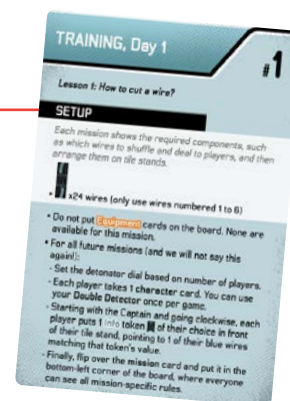 TRAINING, Day 1
#1
Lesson 1: How to cut a wire?
SETUP
Each mission shows the required components, such
as which wires to shuffle and deal to players, and then
arrange them on tile stands.
• x24 wires (only use wires numbered 1 to 6)
• Do not put Equipment cards on the board. None are
available for this mission.
• For all future missions (and we will not say this
again!):
- Set the detonator dial based on number of players.
- Each player takes 1 character card. You can use
your Double Detector once per game.
- Starting with the Captain and going clockwise, each
player puts 1 Info token of their choice in front
of their tile stand, pointing to 1 of their blue wires
matching that token's value.
- Finally, flip over the mission card and put it in the
bottom-left corner of the board, where everyone
can see all mission-specific rules.